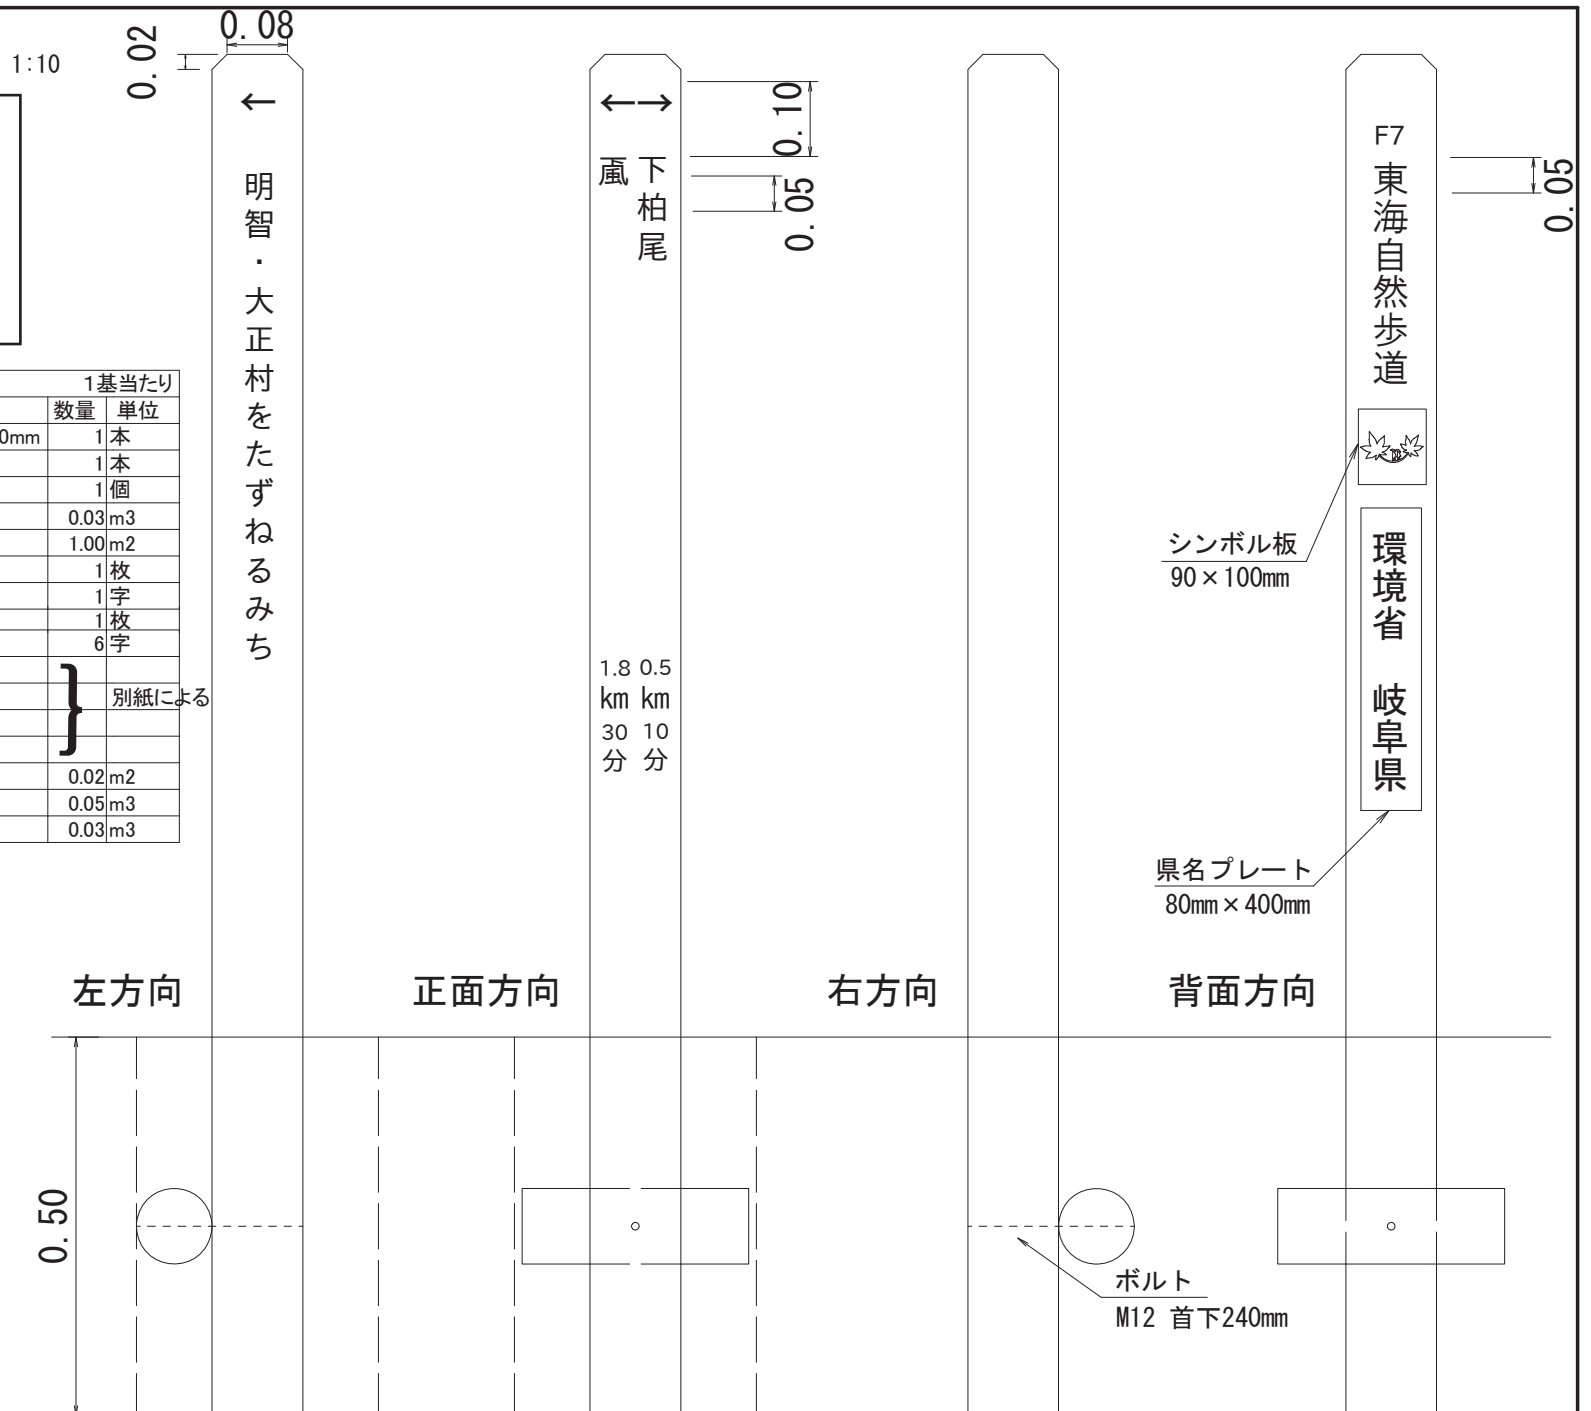 1:10
0.02
0.08
←
明智・大正村をたずねるみち
←→
下柏尾
0.5
km
10
分
1.8
km
30
分
0.10
0.05
F7
東海自然歩道
環境省 岐阜県
0.05
シンボル板
90×100mm
県名プレート
80mm×400mm
1基当たり
数量 単位
0mm 1 本
1 本
1 個
0.03 m3
1.00 m2
1 枚
1 字
1 枚
6 字
} 別紙による
0.02 m2
0.05 m3
0.03 m3
左方向
正面方向
右方向
背面方向
0.50
ボルト
M12 首下240mm